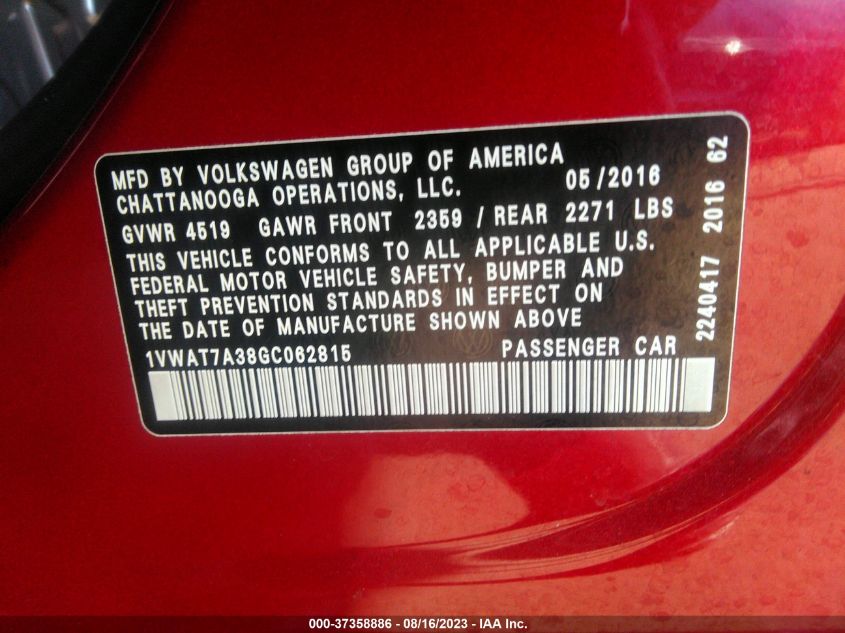 MFD BY VOLKSWAGEN GROUP OF AMERICA
CHATTANOOGA OPERATIONS, LLC. 05/2016
GVWR 4519 GAWR FRONT 2359 / REAR 2271 LBS
THIS VEHICLE CONFORMS TO ALL APPLICABLE U.S.
FEDERAL MOTOR VEHICLE SAFETY, BUMPER AND
THEFT PREVENTION STANDARDS IN EFFECT ON
THE DATE OF MANUFACTURE SHOWN ABOVE
1VWAT7A38GC062815 PASSENGER CAR
2240417 2016 62
000-37358886 - 08/16/2023 - IAA Inc.